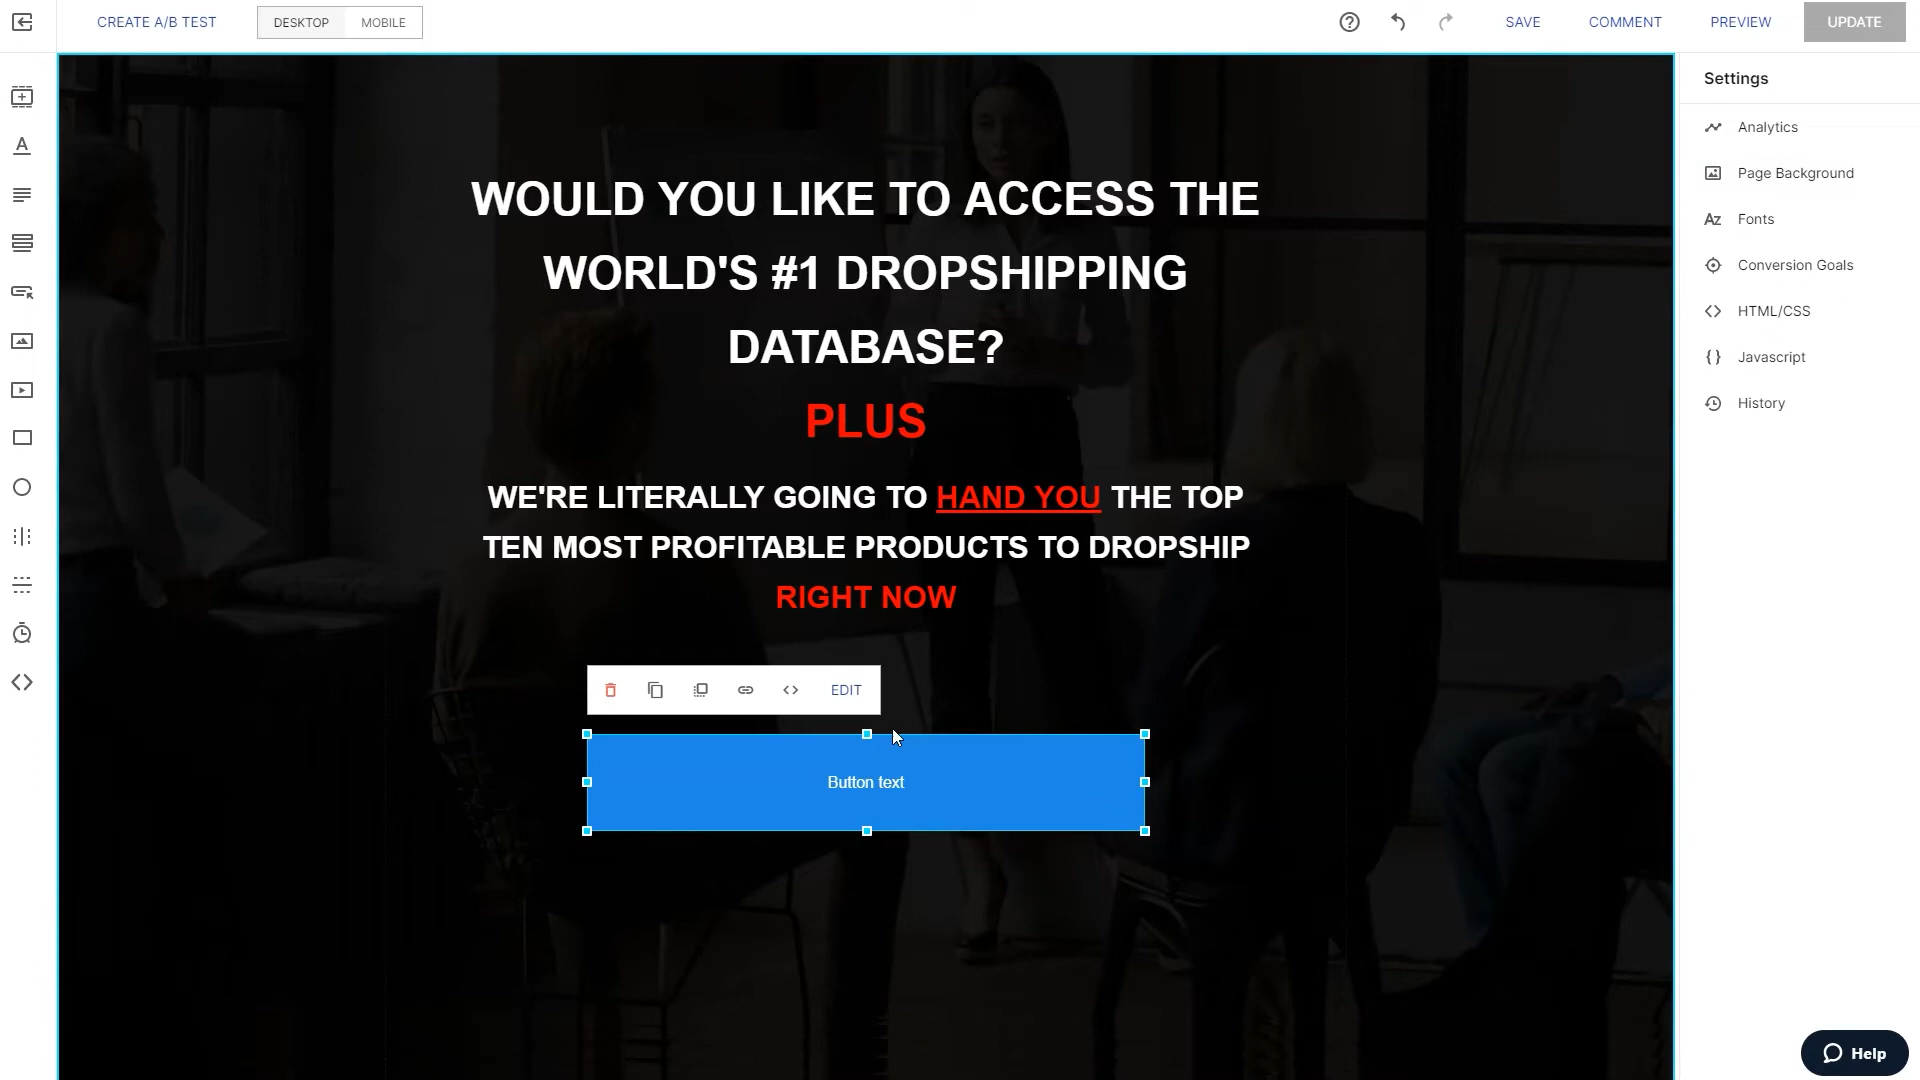 CREATE A/B TEST
DESKTOP
MOBILE
SAVE
COMMENT
PREVIEW
UPDATE
Settings
Analytics
Page Background
Fonts
Conversion Goals
HTML/CSS
Javascript
History
WOULD YOU LIKE TO ACCESS THE
WORLD'S #1 DROPSHIPPING
DATABASE?
PLUS
WE'RE LITERALLY GOING TO HAND YOU THE TOP
TEN MOST PROFITABLE PRODUCTS TO DROPSHIP
RIGHT NOW
EDIT
Button text
Help